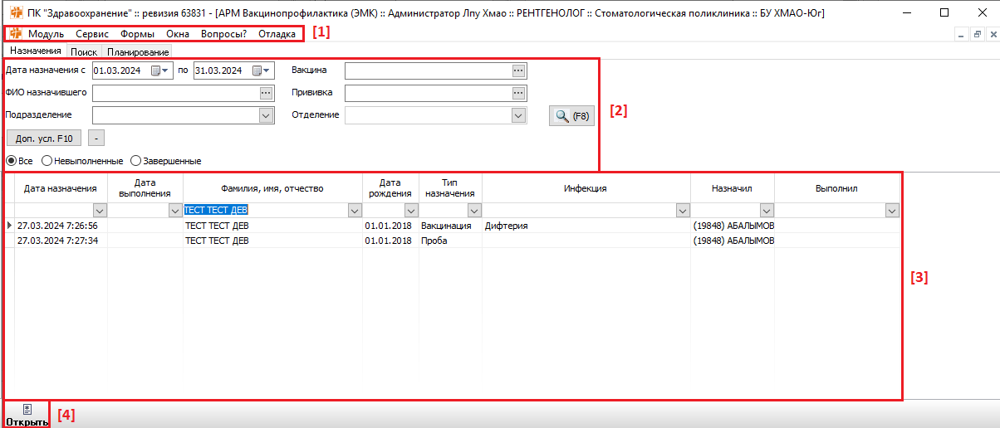 ПК "Здравоохранение" :: ревизия 63831 - [АРМ Вакцинопрофилактика (ЭМК) :: Администратор Лпу Хмао :: РЕНТГЕНОЛОГ :: Стоматологическая поликлиника :: БУ ХМАО-Юг]
Модуль Сервис Формы Окна Вопросы? Отладка [1]
Назначения Поиск Планирование
Дата назначения с 01.03.2024 по 31.03.2024 Вакцина
ФИО назначившего Прививка
Подразделение Отделение (F8) [2]
Доп. усл. F10 -
Все Невыполненные Завершенные
Дата назначения Дата выполнения Фамилия, имя, отчество Дата рождения Тип назначения Инфекция Назначил Выполнил
ТЕСТ ТЕСТ ДЕВ
27.03.2024 7:26:56 ТЕСТ ТЕСТ ДЕВ 01.01.2018 Вакцинация Дифтерия (19848) АБАЛЫМОВ
27.03.2024 7:27:34 ТЕСТ ТЕСТ ДЕВ 01.01.2018 Проба (19848) АБАЛЫМОВ
[3]
Открыть [4]